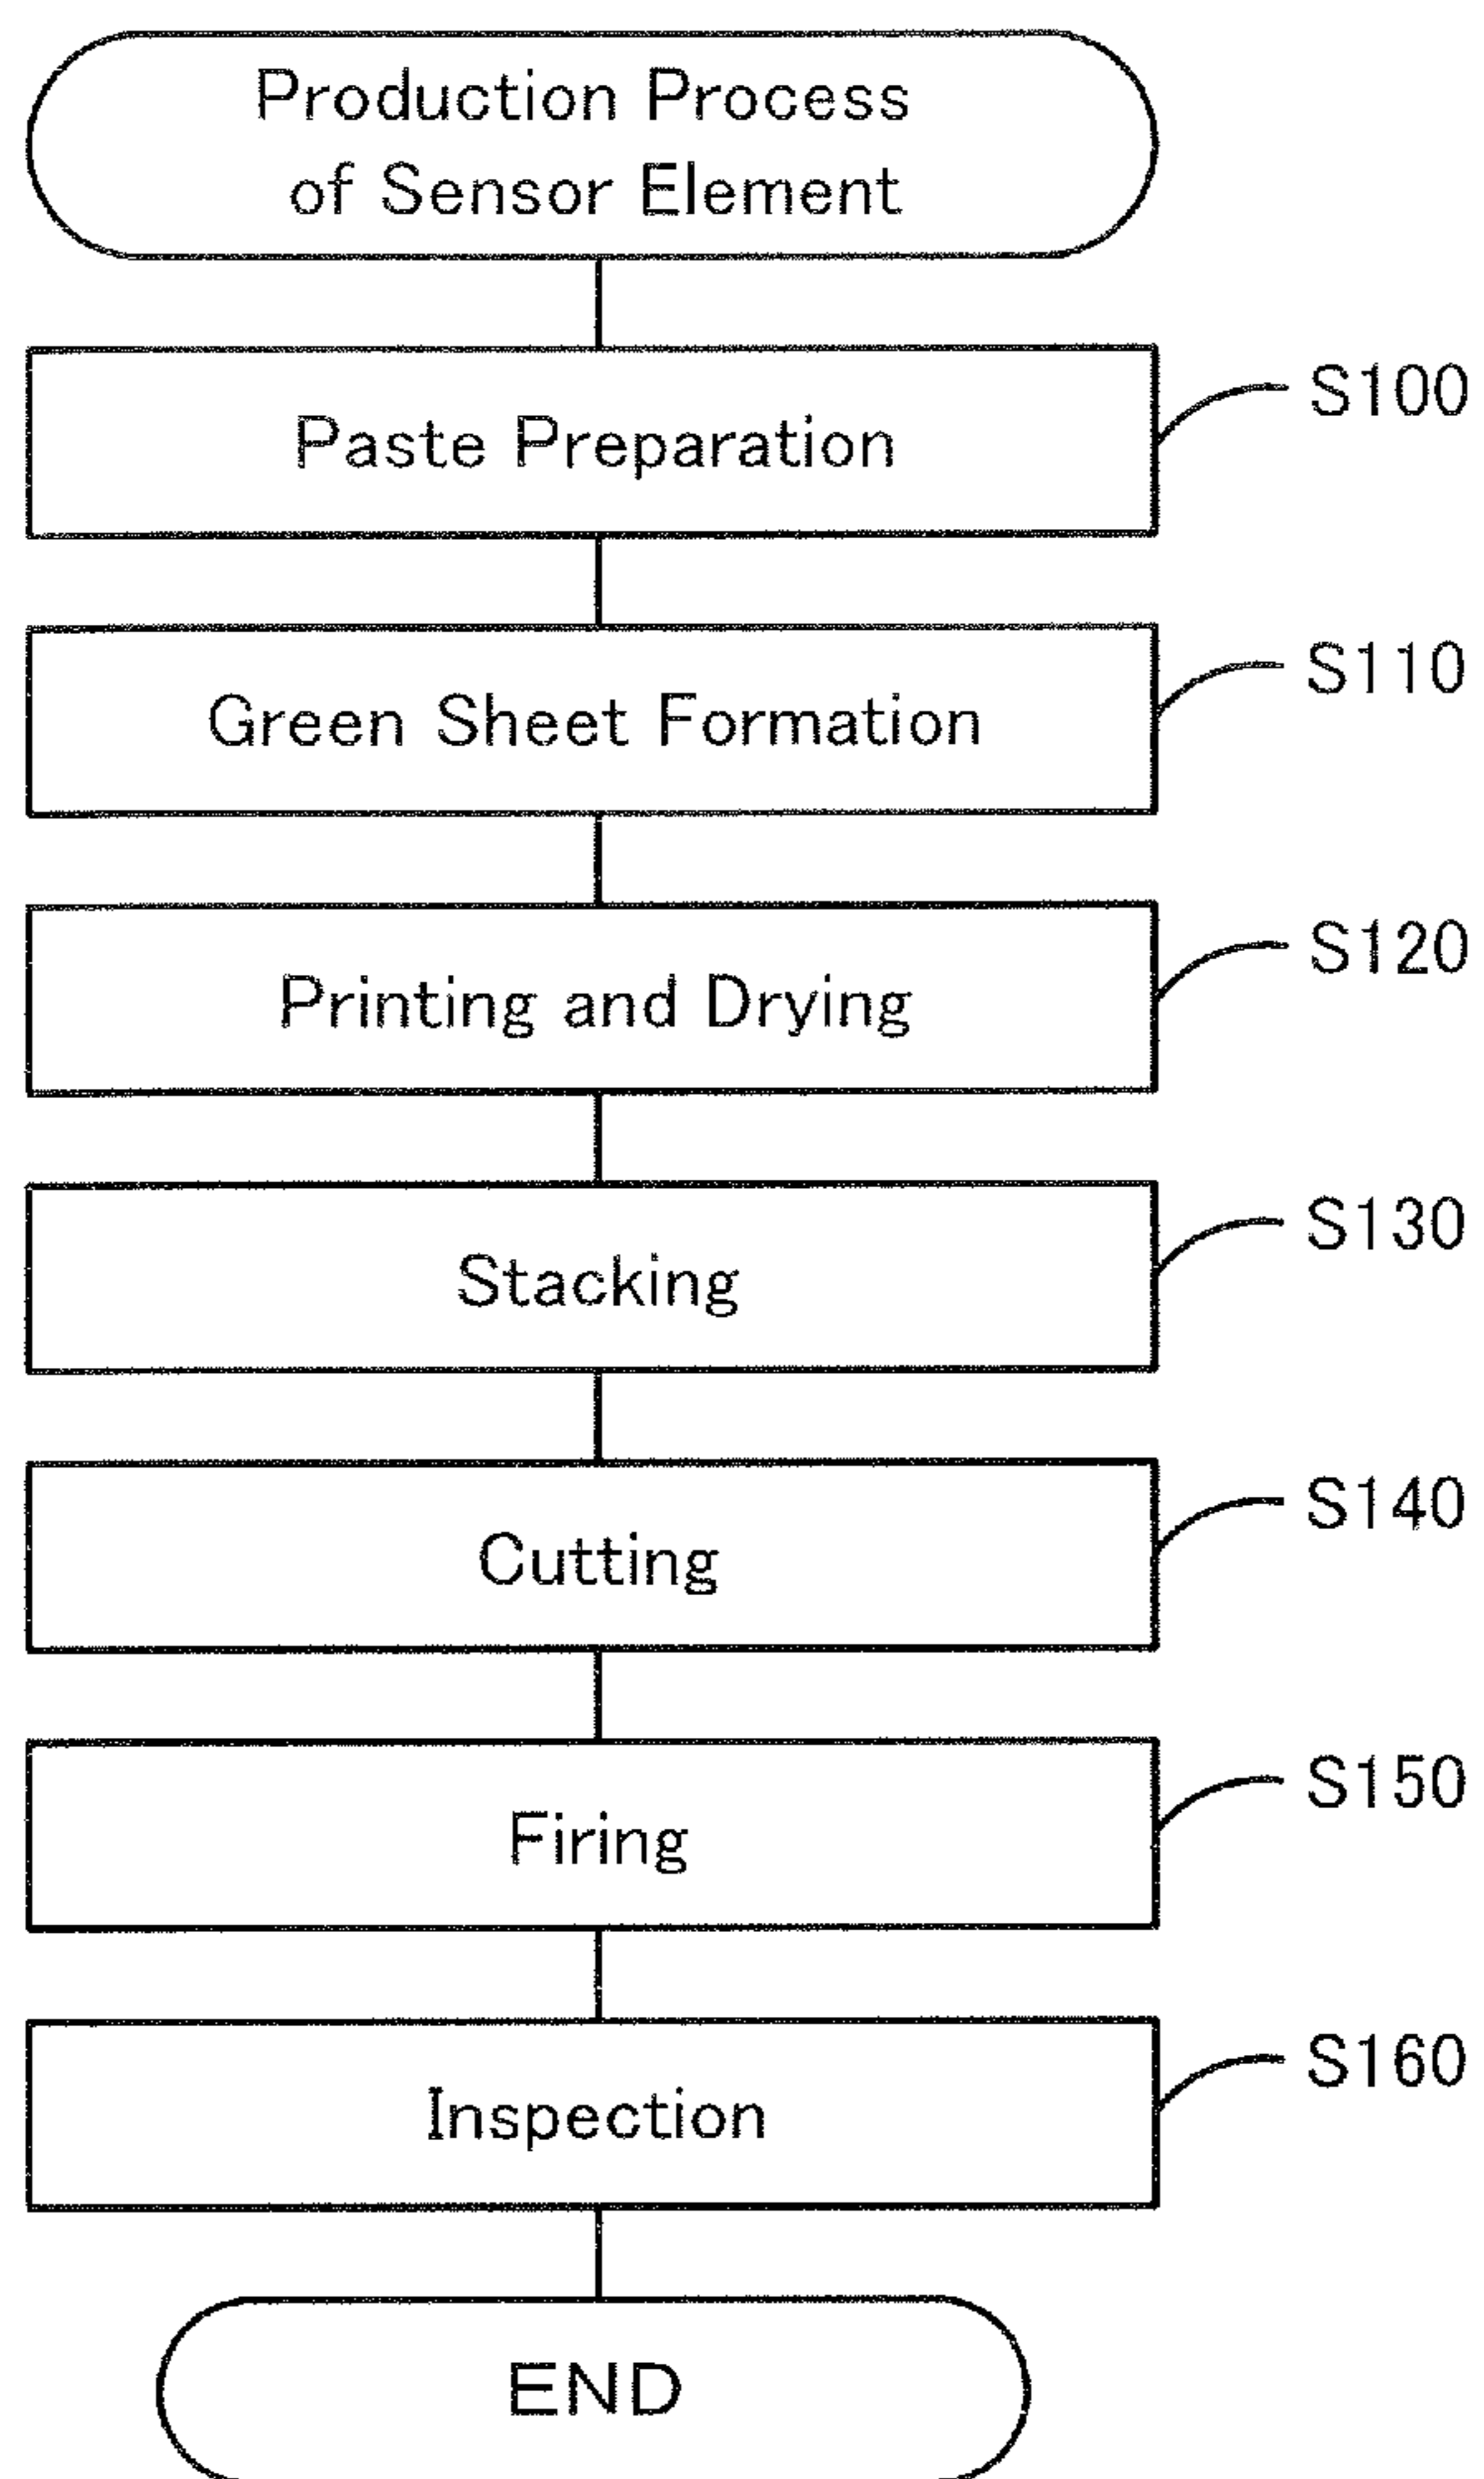 Production Process
of Sensor Element
Paste Preparation
S100
Green Sheet Formation
S110
Printing and Drying
S120
Stacking
S130
Cutting
S140
Firing
S150
Inspection
S160
END